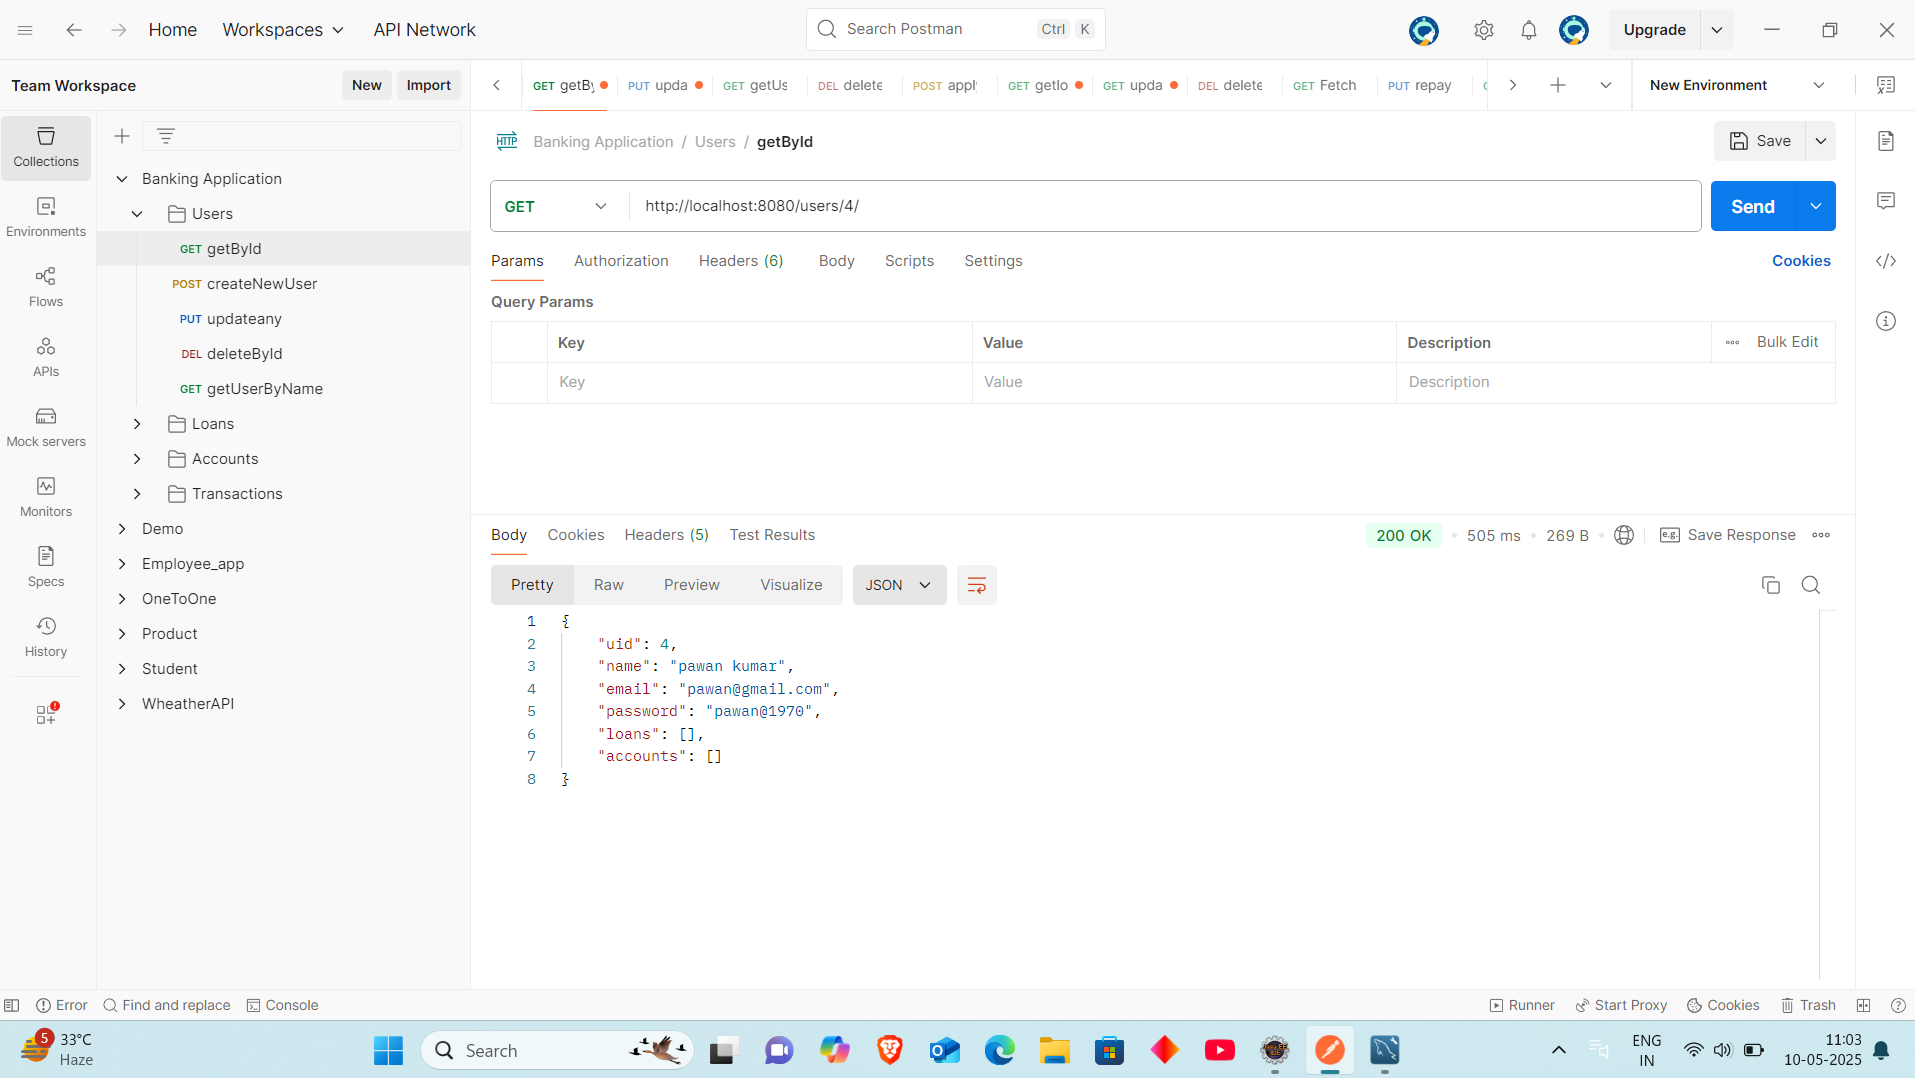 Home
Workspaces
API Network
Search Postman
Ctrl
K
Upgrade
Team Workspace
New
Import
GET getBy
PUT upda
GET getUs
DEL delete
POST appl
GET getlo
GET upda
DEL delete
GET Fetch
PUT repay
New Environment
Collections
Environments
Flows
APIs
Mock servers
Monitors
Specs
History
Banking Application
Users
GET getById
POST createNewUser
PUT updateany
DEL deleteById
GET getUserByName
Loans
Accounts
Transactions
Demo
Employee_app
OneToOne
Product
Student
WheatherAPI
HTTP
Banking Application / Users / getById
Save
GET
http://localhost:8080/users/4/
Send
Params
Authorization
Headers (6)
Body
Scripts
Settings
Cookies
Query Params
Key
Value
Description
Bulk Edit
Key
Value
Description
Body
Cookies
Headers (5)
Test Results
200 OK
505 ms
269 B
e.g.
Save Response
Pretty
Raw
Preview
Visualize
JSON
1 {
2 "uid": 4,
3 "name": "pawan kumar",
4 "email": "pawan@gmail.com",
5 "password": "pawan@1970",
6 "loans": [],
7 "accounts": []
8 }
Error
Find and replace
Console
Runner
Start Proxy
Cookies
Trash
5
33°C
Haze
Search
ENG
IN
11:03
10-05-2025